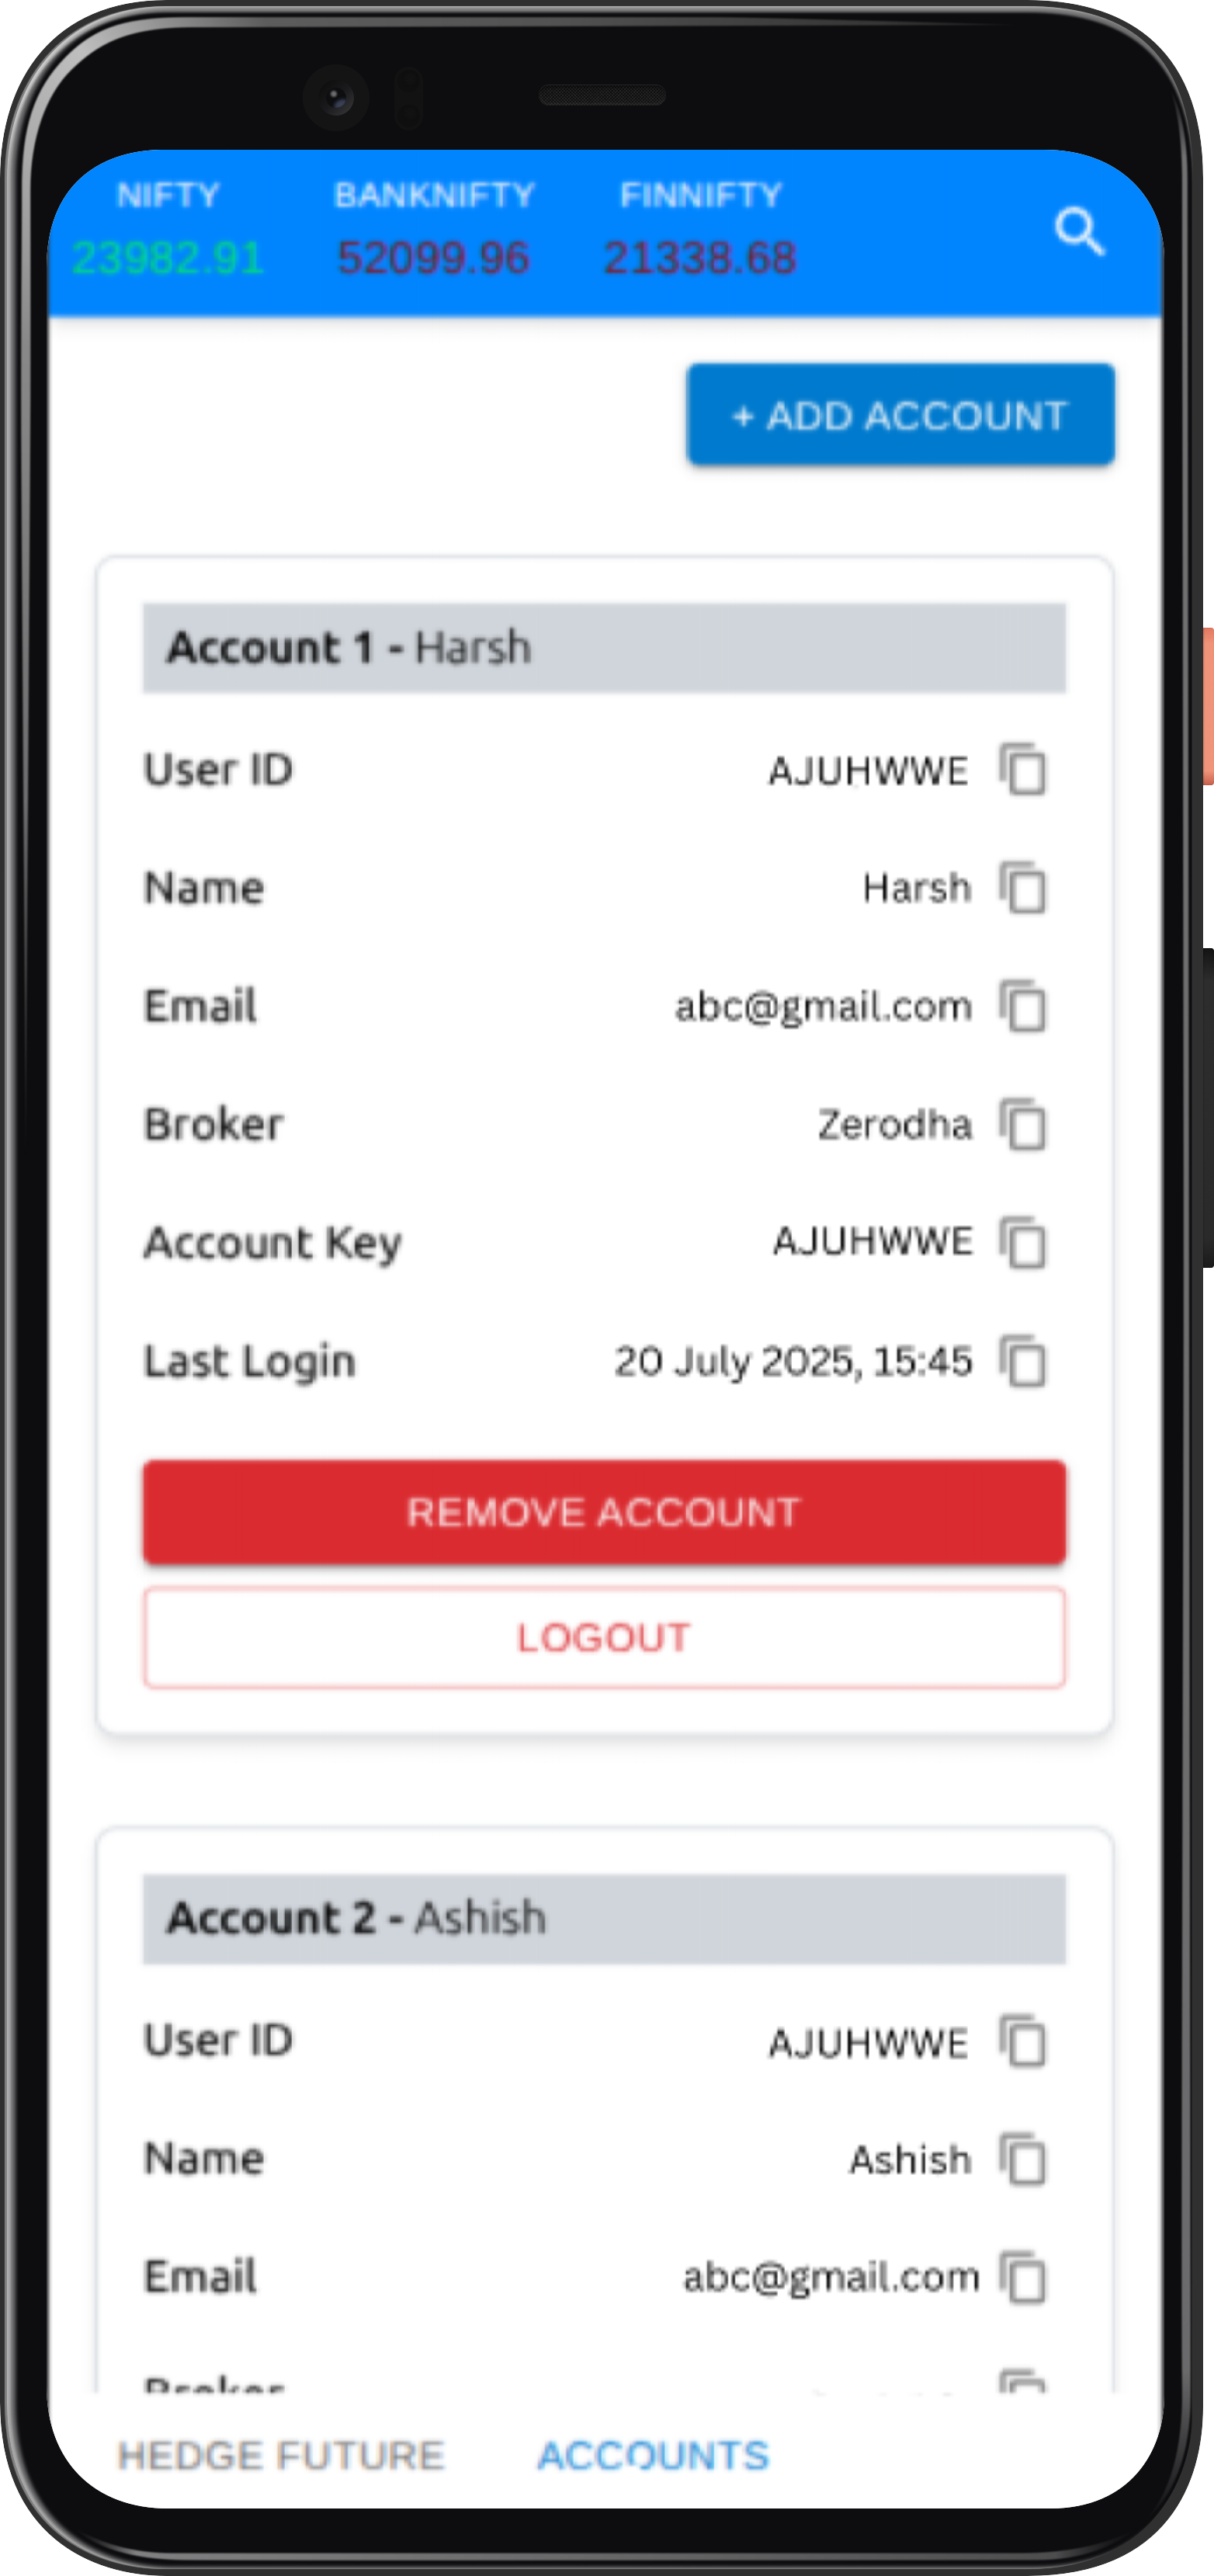 NIFTY BANKNIFTY FINNIFTY
23982.91 52099.96 21338.68
+ ADD ACCOUNT
Account 1 - Harsh
User ID AJUHWWE
Name Harsh
Email abc@gmail.com
Broker Zerodha
Account Key AJUHWWE
Last Login 20 July 2025, 15:45
REMOVE ACCOUNT
LOGOUT
Account 2 - Ashish
User ID AJUHWWE
Name Ashish
Email abc@gmail.com
Broker
HEDGE FUTURE ACCOUNTS